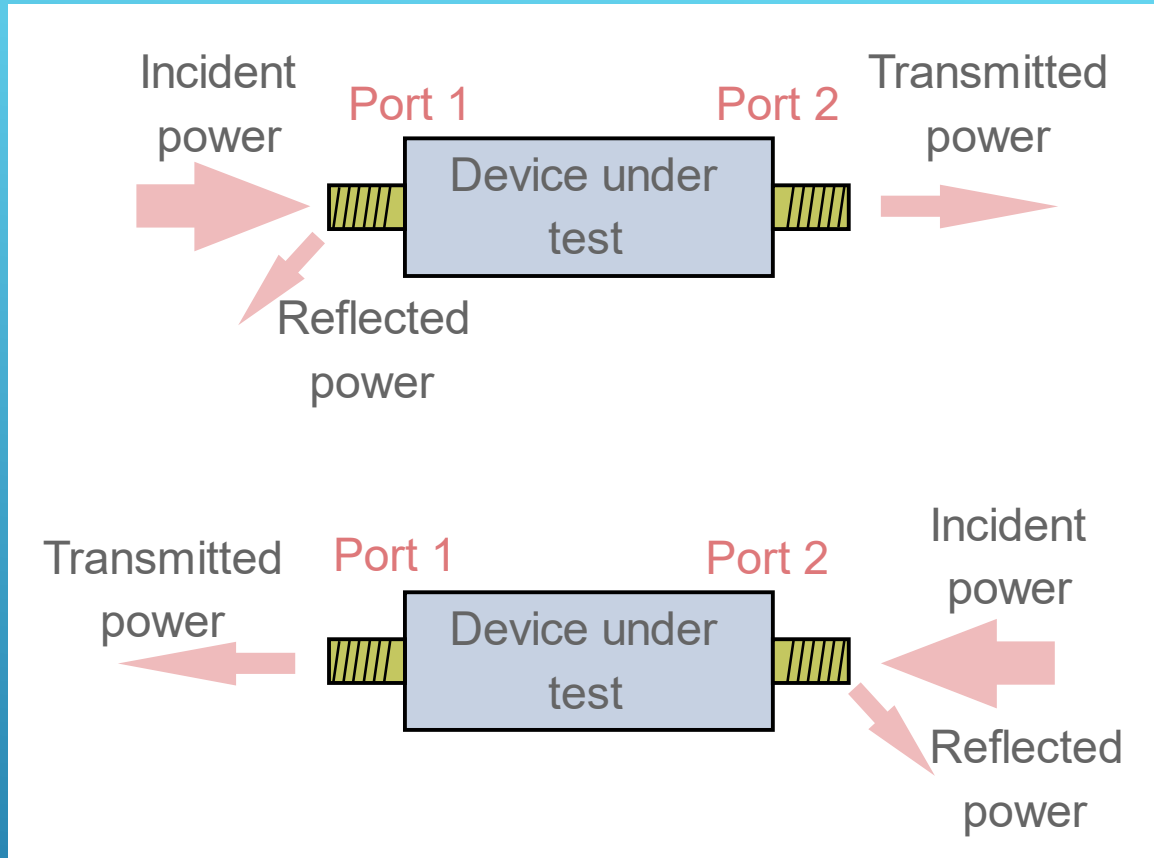 Incident
power
Port 1
Port 2
Transmitted
power
Device under
test
Reflected
power
Transmitted
power
Port 1
Port 2
Incident
power
Device under
test
Reflected
power